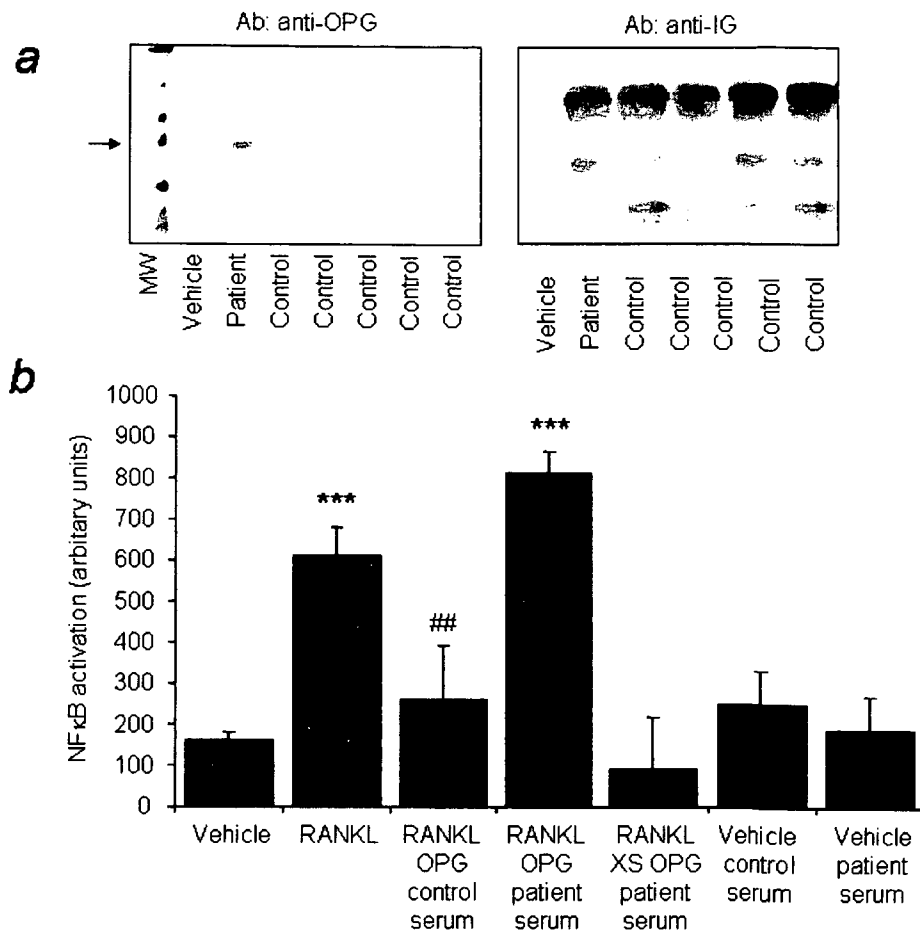 a
Ab: anti-OPG
Ab: anti-IG
MW
Vehicle
Patient
Control
Control
Control
Control
Control
Vehicle
Patient
Control
Control
Control
Control
b
NFκB activation (arbitary units)
1000
900
800
700
600
500
400
300
200
100
0
***
##
***
Vehicle
RANKL
RANKL
OPG
control
serum
RANKL
OPG
patient
serum
RANKL
XS OPG
patient
serum
Vehicle
control
serum
Vehicle
patient
serum